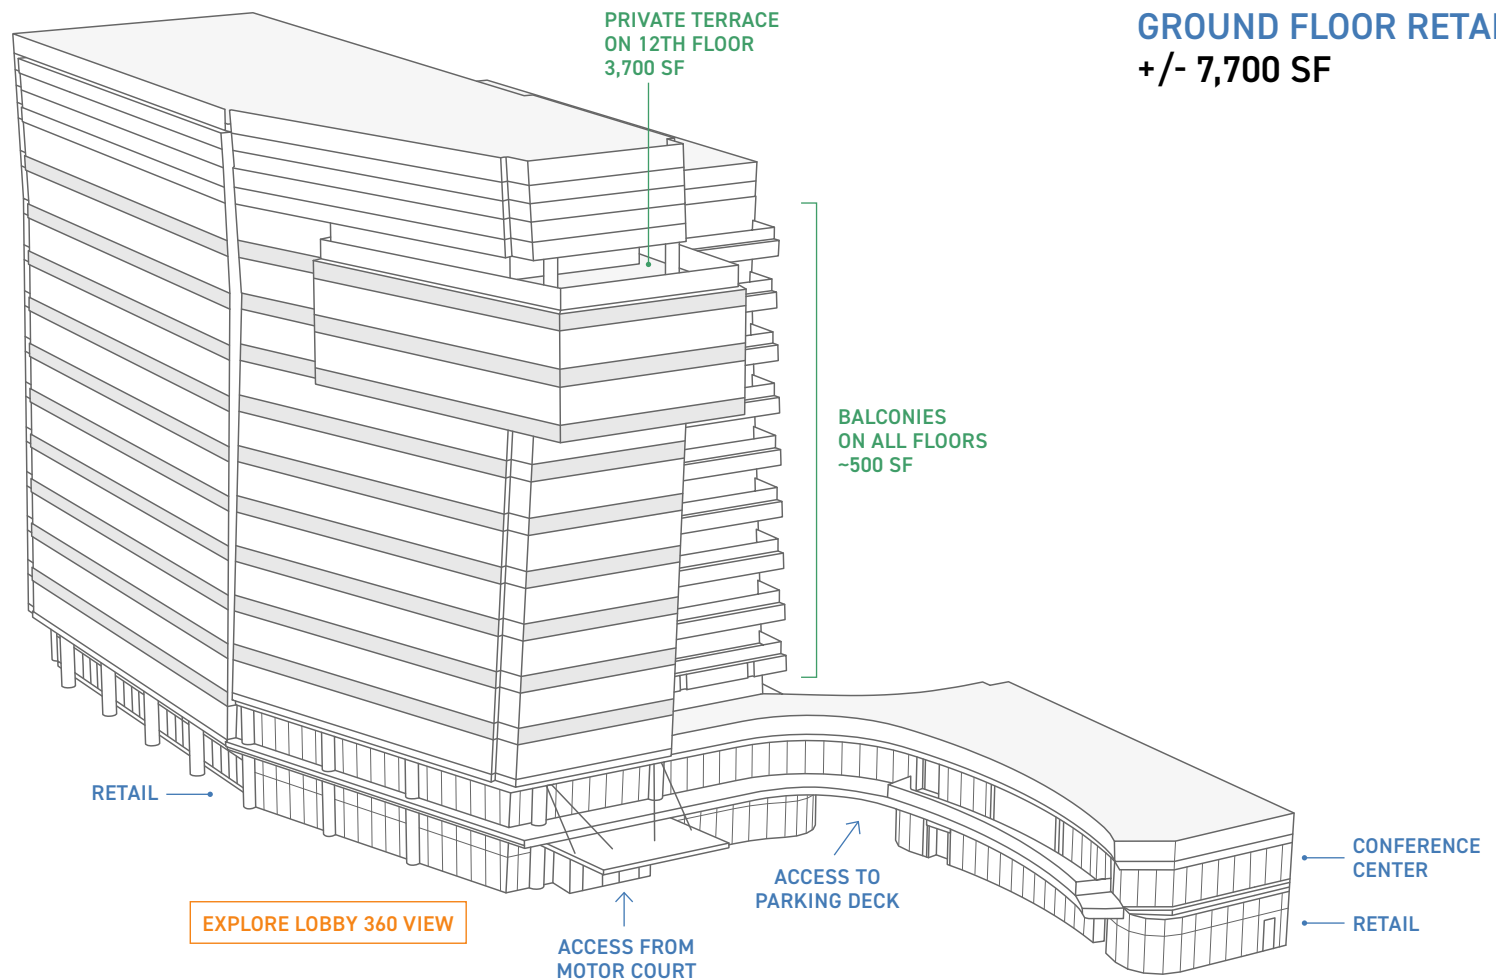 PRIVATE TERRACE
ON 12TH FLOOR
3,700 SF
GROUND FLOOR RETAIL
+/- 7,700 SF
BALCONIES
ON ALL FLOORS
~500 SF
RETAIL
ACCESS TO
PARKING DECK
CONFERENCE
CENTER
RETAIL
EXPLORE LOBBY 360 VIEW
ACCESS FROM
MOTOR COURT